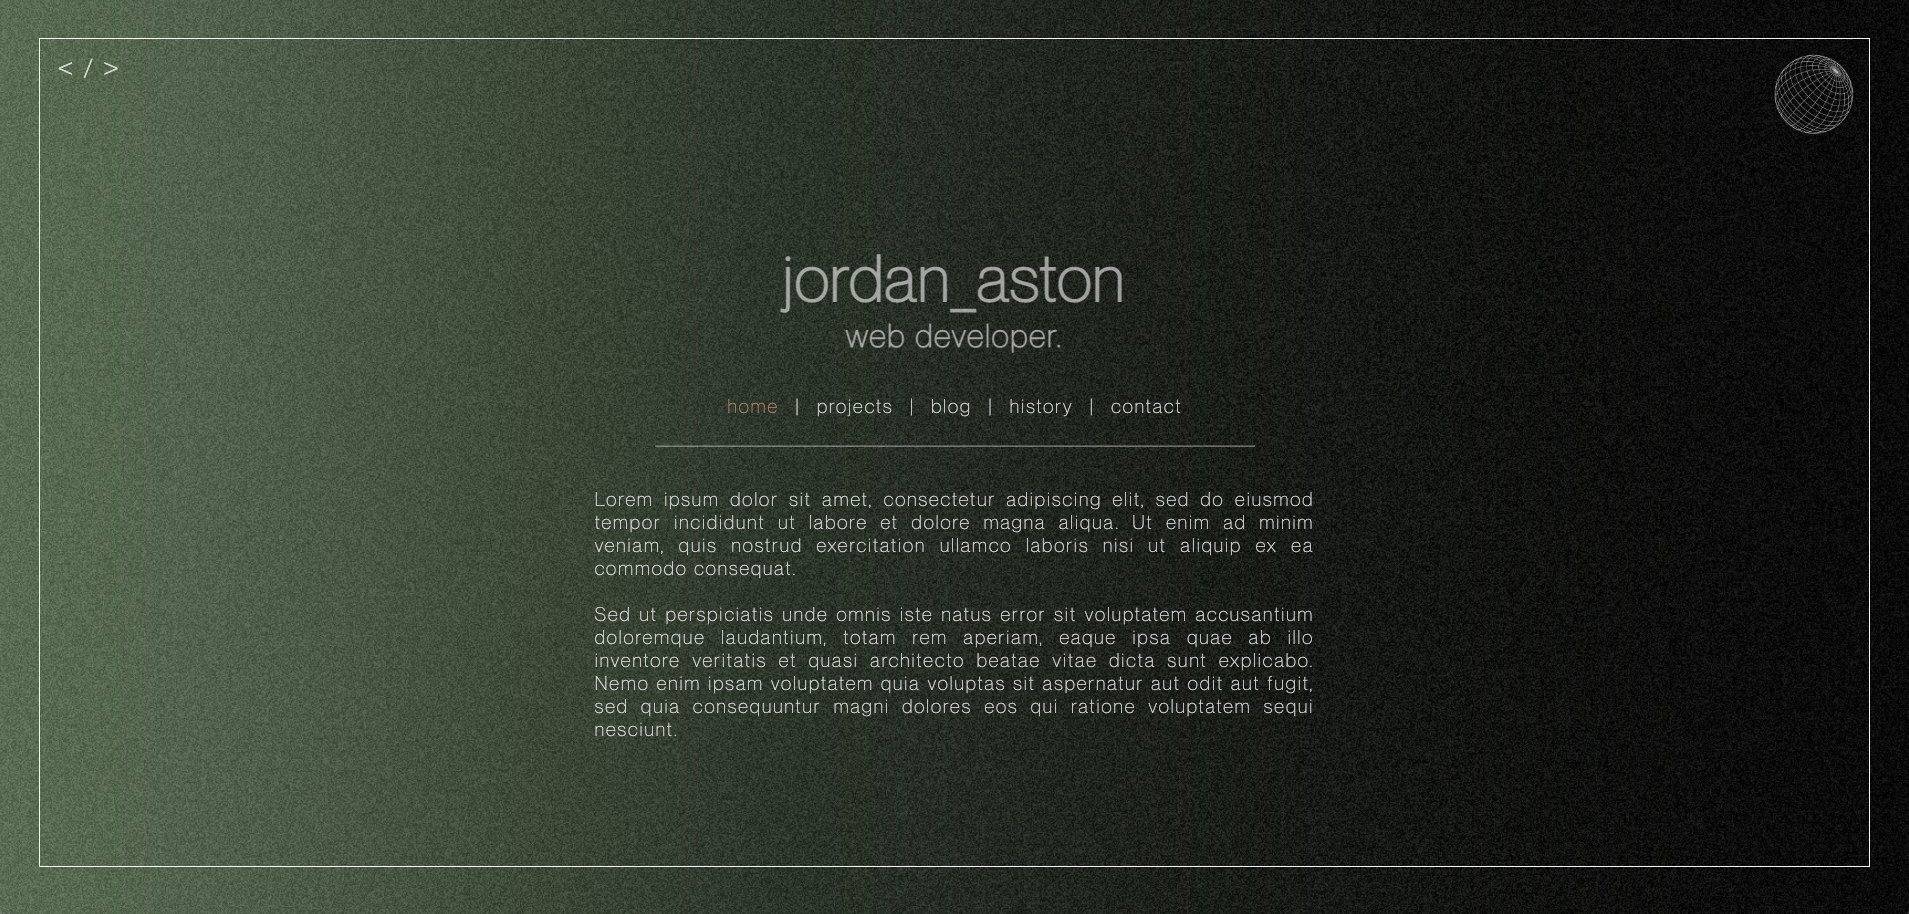 < / >
jordan_aston
web developer.
home | projects | blog | history | contact
Lorem ipsum dolor sit amet, consectetur adipiscing elit, sed do eiusmod
tempor incididunt ut labore et dolore magna aliqua. Ut enim ad minim
veniam, quis nostrud exercitation ullamco laboris nisi ut aliquip ex ea
commodo consequat.
Sed ut perspiciatis unde omnis iste natus error sit voluptatem accusantium
doloremque laudantium, totam rem aperiam, eaque ipsa quae ab illo
inventore veritatis et quasi architecto beatae vitae dicta sunt explicabo.
Nemo enim ipsam voluptatem quia voluptas sit aspernatur aut odit aut fugit,
sed quia consequuntur magni dolores eos qui ratione voluptatem sequi
nesciunt.